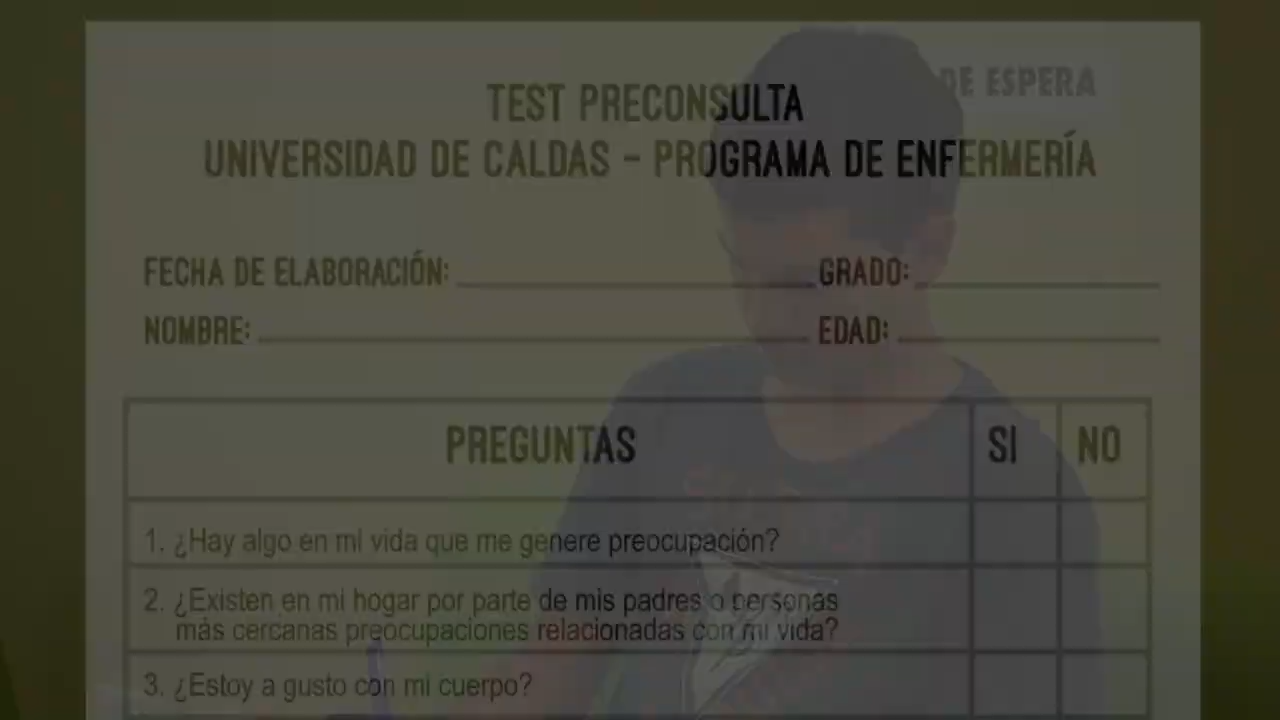 DE ESPERA
TEST PRECONSULTA
UNIVERSIDAD DE CALDAS - PROGRAMA DE ENFERMERÍA
FECHA DE ELABORACIÓN: GRADO:
NOMBRE: EDAD:
PREGUNTAS SI NO
1. ¿Hay algo en mi vida que me genere preocupación?
2. ¿Existen en mi hogar por parte de mis padres o personas
más cercanas preocupaciones relacionadas con mi vida?
3. ¿Estoy a gusto con mi cuerpo?